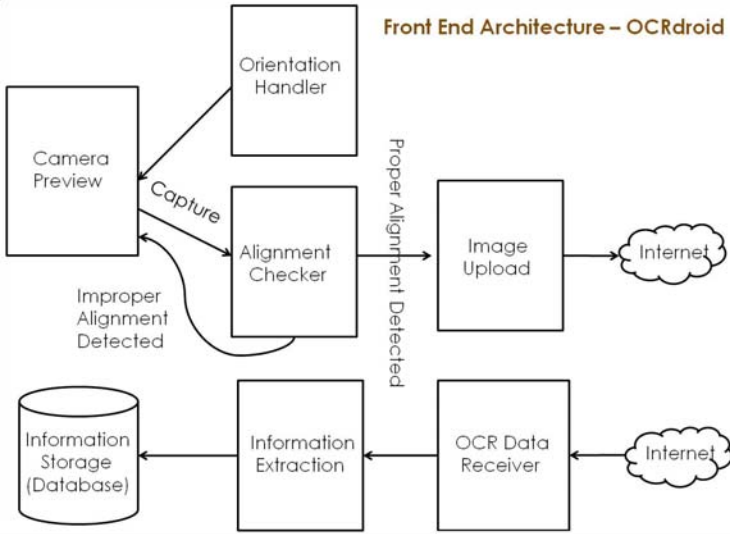 Front End Architecture – OCRdroid
Orientation
Handler
Camera
Preview
Capture
Alignment
Checker
Proper Alignment Detected
Image
Upload
Internet
Improper
Alignment
Detected
Information
Storage
(Database)
Information
Extraction
OCR Data
Receiver
Internet